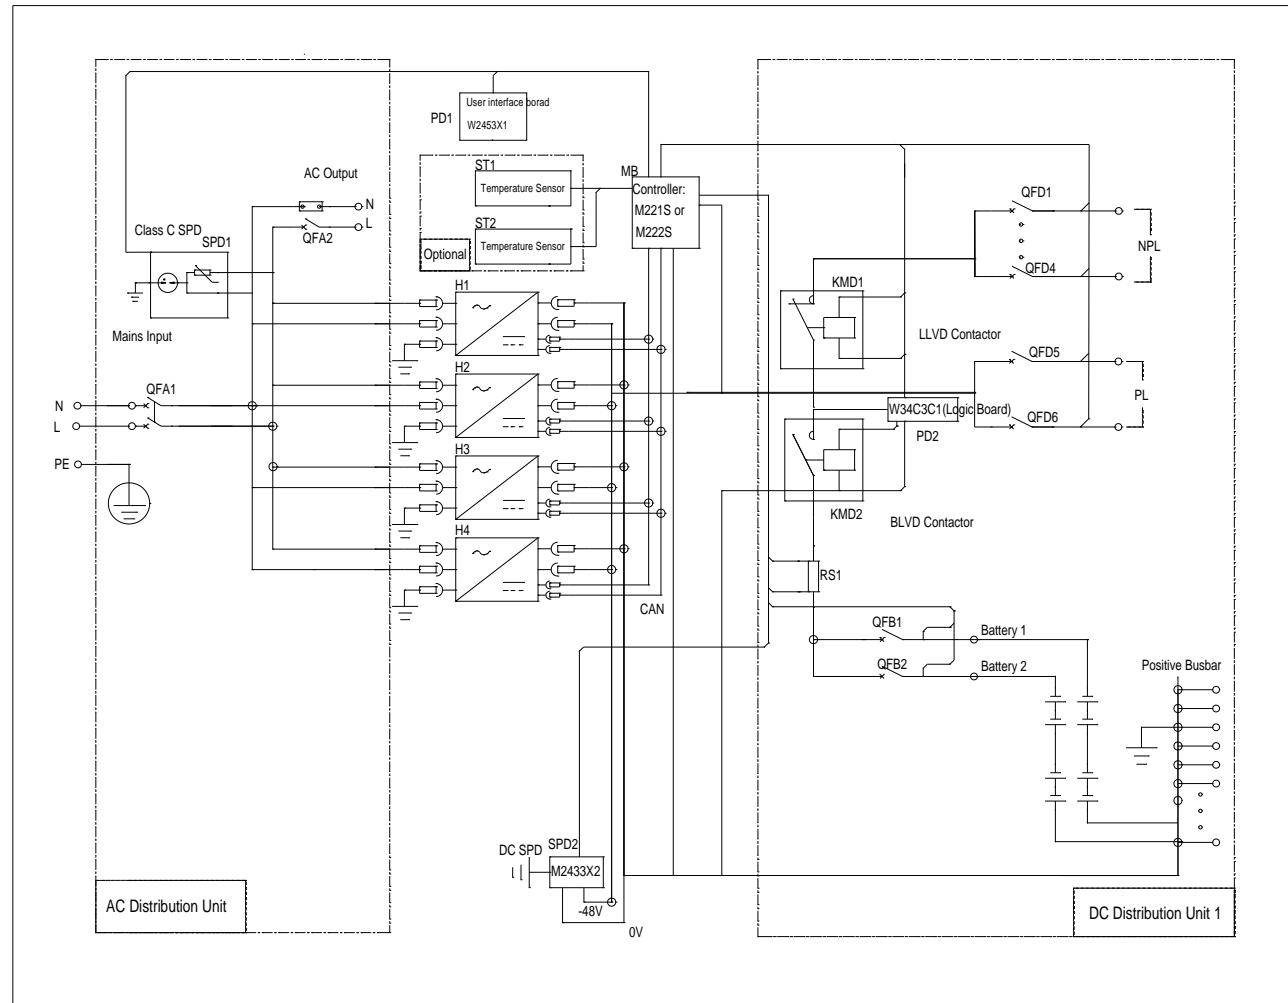 User interface borad
PD1
W2453X1
AC Output
N
L
QFA2
Class C SPD
SPD1
Mains Input
ST1
Temperature Sensor
ST2
Temperature Sensor
Optional
MB
Controller:
M221S or
M222S
QFD1
NPL
QFD4
KMD1
LLVD Contactor
H1
H2
H3
H4
QFA1
N
L
PE
QFD5
PL
QFD6
W34C3C1(Logic Board)
PD2
KMD2
BLVD Contactor
RS1
CAN
QFB1
Battery 1
QFB2
Battery 2
Positive Busbar
DC SPD
SPD2
M2433X2
-48V
0V
AC Distribution Unit
DC Distribution Unit 1